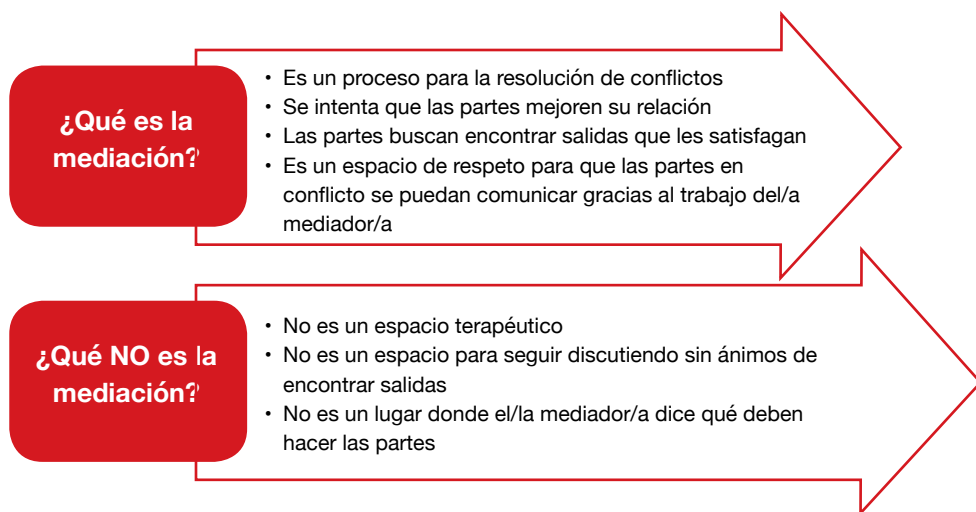 ¿Qué es la
mediación?
• Es un proceso para la resolución de conflictos
• Se intenta que las partes mejoren su relación
• Las partes buscan encontrar salidas que les satisfagan
• Es un espacio de respeto para que las partes en
conflicto se puedan comunicar gracias al trabajo del/a
mediador/a
¿Qué NO es la
mediación?
• No es un espacio terapéutico
• No es un espacio para seguir discutiendo sin ánimos de
encontrar salidas
• No es un lugar donde el/la mediador/a dice qué deben
hacer las partes